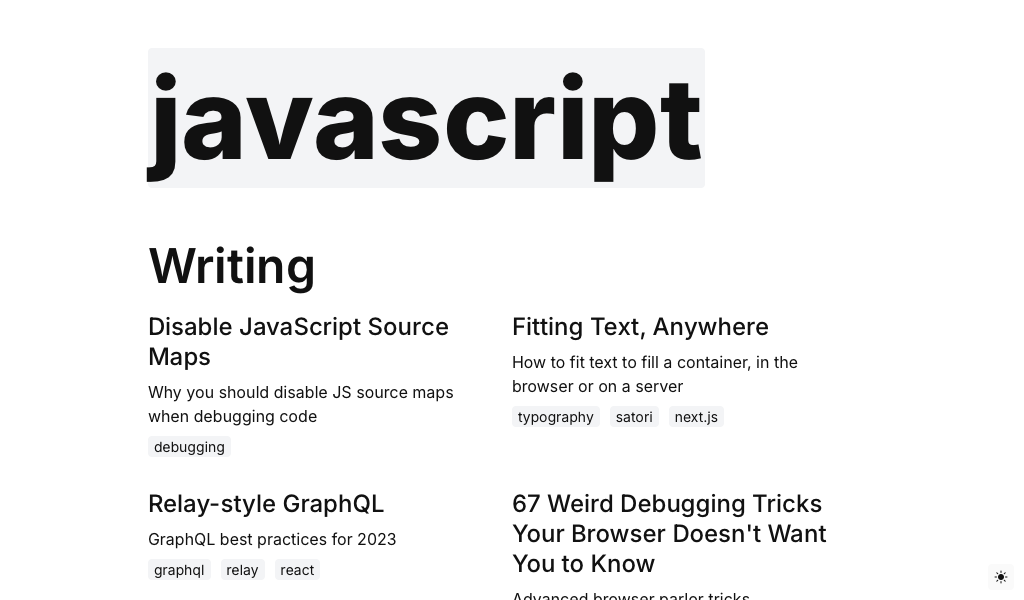 javascript
Writing
Disable JavaScript Source
Maps
Why you should disable JS source maps
when debugging code
debugging
Fitting Text, Anywhere
How to fit text to fill a container, in the
browser or on a server
typography satori next.js
Relay-style GraphQL
GraphQL best practices for 2023
graphql relay react
67 Weird Debugging Tricks
Your Browser Doesn't Want
You to Know
Advanced browser parlor tricks